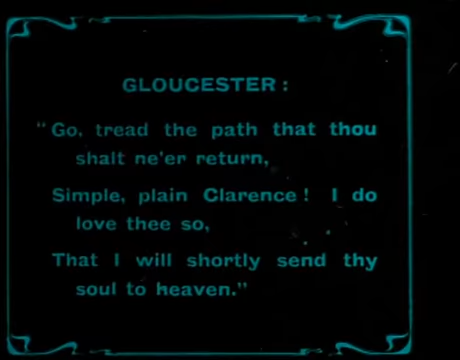 GLOUCESTER:
"Go, tread the path that thou
shalt ne'er return,
Simple, plain Clarence! I do
love thee so,
That I will shortly send thy
soul to heaven."